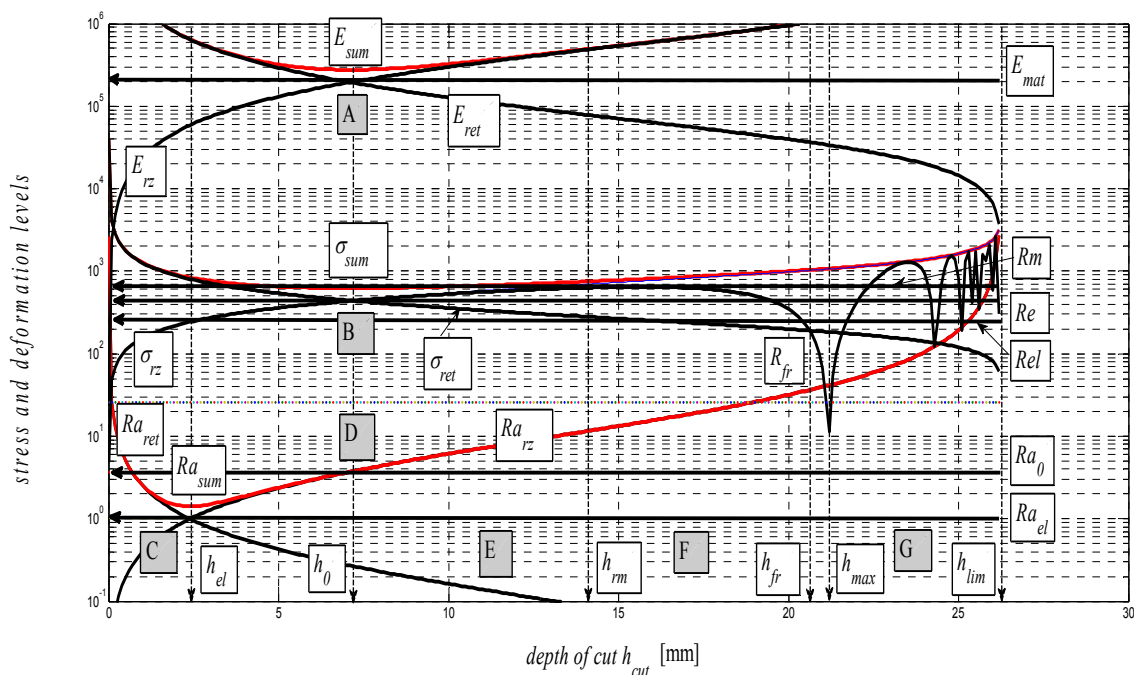 stress and deformation levels
10^6
10^5
10^4
10^3
10^2
10^1
10^0
10^-1
E_sum
E_mat
A
E_ret
E_rz
σ_sum
Rm
B
Re
σ_rz
σ_ret
R_fr
Rel
Ra_ret
D
Ra_rz
Ra_sum
Ra_0
Ra_el
C
E
F
G
h_el
h_0
h_rm
h_fr
h_max
h_lim
0 5 10 15 20 25 30
depth of cut h_cut [mm]